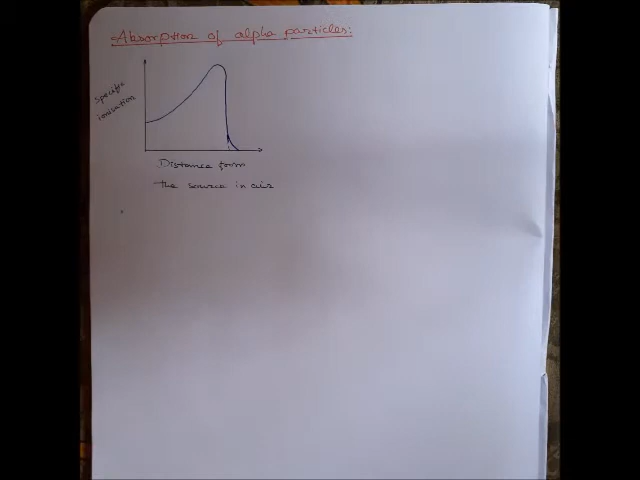 Absorption of alpha particles:
Specific
ionisation
Distance from
the source in air